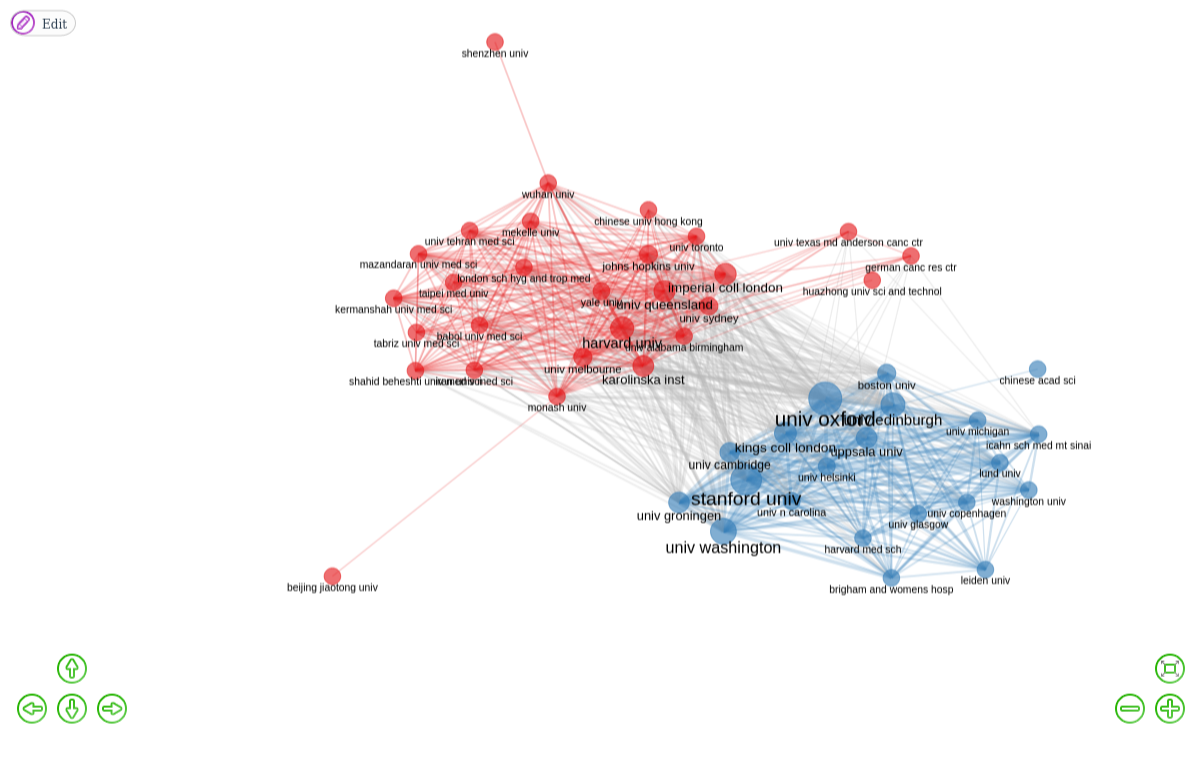 Edit
shenzhen univ
wuhan univ
chinese univ hong kong
mekelle univ
univ tehran med sci
univ toronto
univ texas md anderson canc ctr
mazandaran univ med sci
johns hopkins univ
german canc res ctr
london sch hyg and trop med
imperial coll london
taipei med univ
huazhong univ sci and technol
yale univ
univ queensland
kermanshah univ med sci
univ sydney
babol univ med sci
tabriz univ med sci
harvard univ
univ alabama birmingham
univ melbourne
karolinska inst
shahid beheshti univ med sci
med sci
chinese acad sci
boston univ
monash univ
univ oxford
univ edinburgh
univ michigan
icahn sch med mt sinai
kings coll london
uppsala univ
univ cambridge
lund univ
univ helsinki
stanford univ
washington univ
univ n carolina
univ copenhagen
univ groningen
univ glasgow
univ washington
harvard med sch
leiden univ
brigham and womens hosp
beijing jiaotong univ